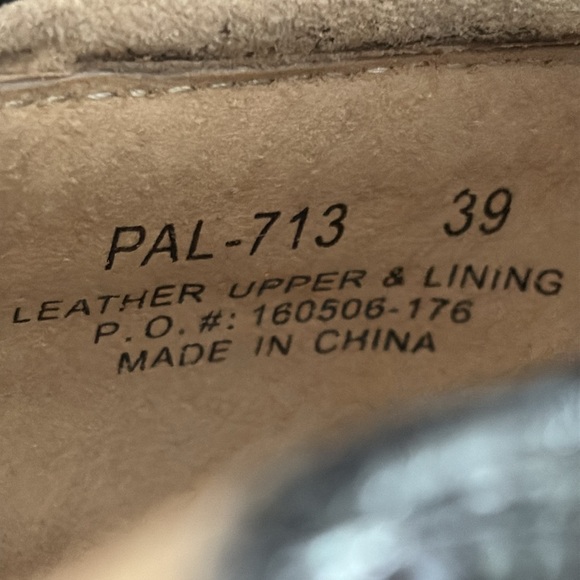 PAL-713 39
LEATHER UPPER & LINING
P.O.#: 160506-176
MADE IN CHINA